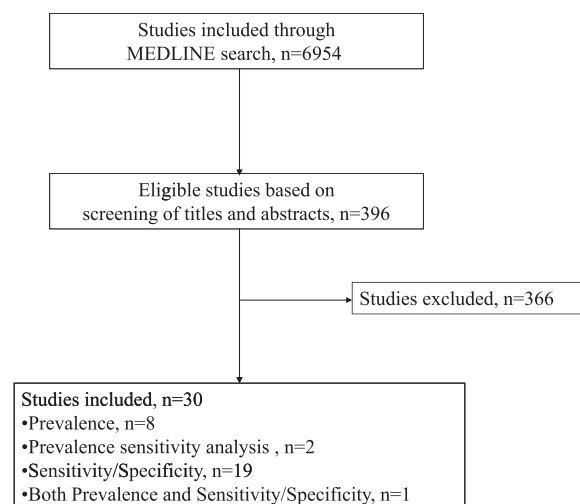 Studies included through
MEDLINE search, n=6954
Eligible studies based on
screening of titles and abstracts, n=396
Studies excluded, n=366
Studies included, n=30
•Prevalence, n=8
•Prevalence sensitivity analysis , n=2
•Sensitivity/Specificity, n=19
•Both Prevalence and Sensitivity/Specificity, n=1